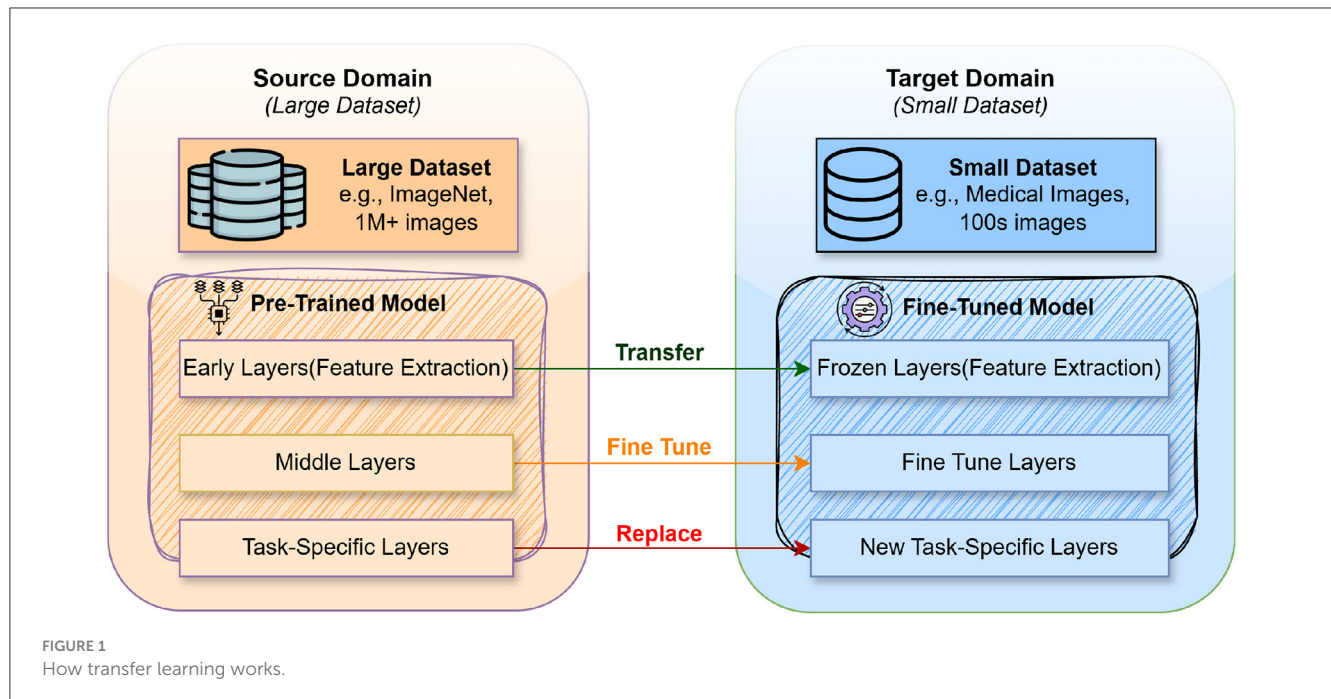 Source Domain
(Large Dataset)
Large Dataset
e.g., ImageNet,
1M+ images
Pre-Trained Model
Early Layers(Feature Extraction)
Middle Layers
Task-Specific Layers
Transfer
Fine Tune
Replace
Target Domain
(Small Dataset)
Small Dataset
e.g., Medical Images,
100s images
Fine-Tuned Model
Frozen Layers(Feature Extraction)
Fine Tune Layers
New Task-Specific Layers
FIGURE 1
How transfer learning works.